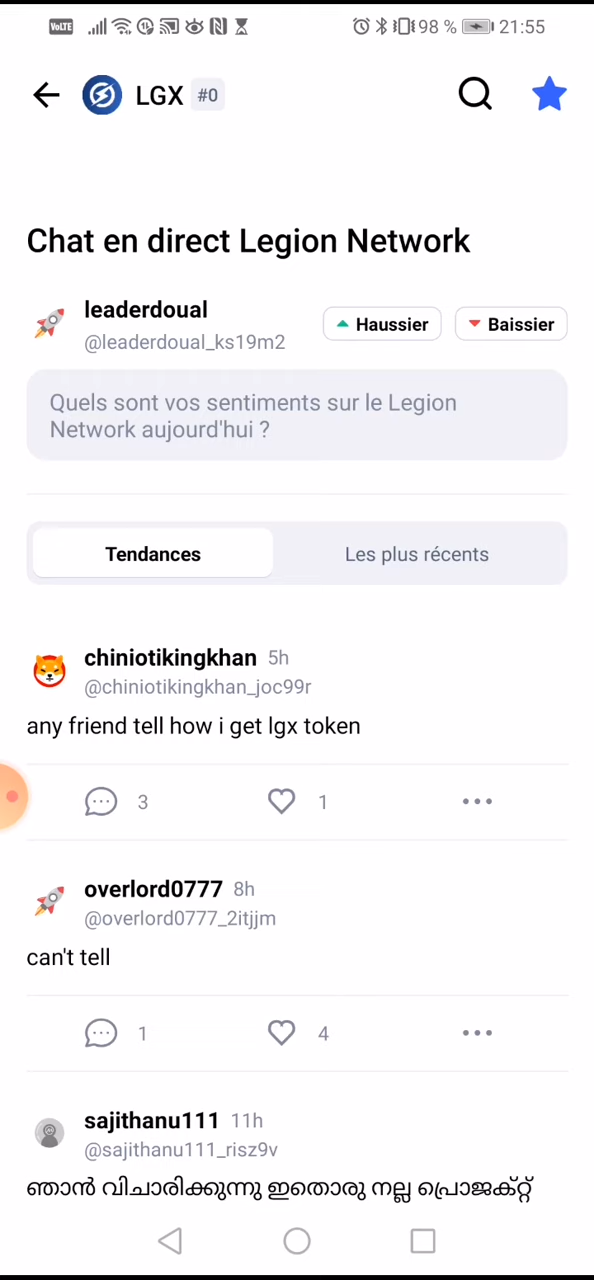 VoLTE 98 % 21:55
LGX #0
Chat en direct Legion Network
leaderdoual
@leaderdoual_ks19m2
Haussier Baissier
Quels sont vos sentiments sur le Legion
Network aujourd'hui ?
Tendances Les plus récents
chiniotikingkhan 5h
@chiniotikingkhan_joc99r
any friend tell how i get lgx token
3 1
overlord0777 8h
@overlord0777_2itjjm
can't tell
1 4
sajithanu111 11h
@sajithanu111_risz9v
ഞാൻ വിചാരിക്കുന്നു ഇതൊരു നല്ല പ്രൊജക്റ്റ്